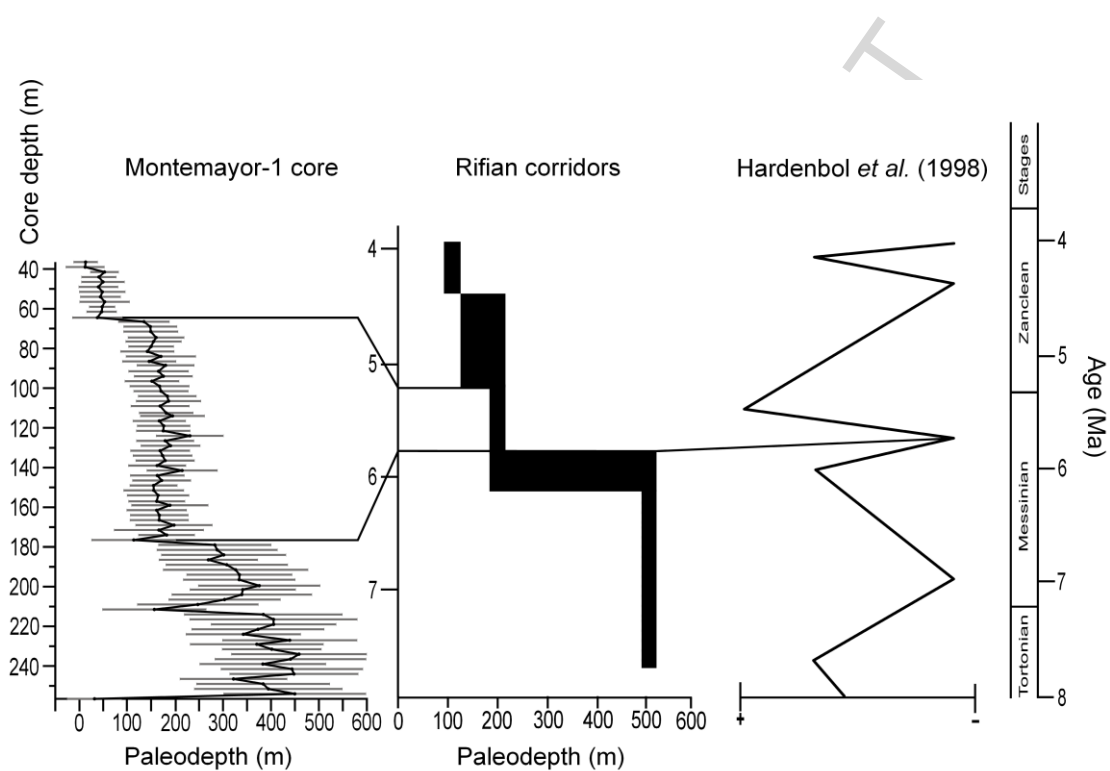 T
Montemayor-1 core
Rifian corridors
Hardenbol et al. (1998)
Core depth (m)
40
60
80
100
120
140
160
180
200
220
240
0 100 200 300 400 500 600
Paleodepth (m)
4
5
6
7
0 100 200 300 400 500 600
Paleodepth (m)
+ -
Stages
Zanclean
Messinian
Tortonian
4
5
6
7
8
Age (Ma)